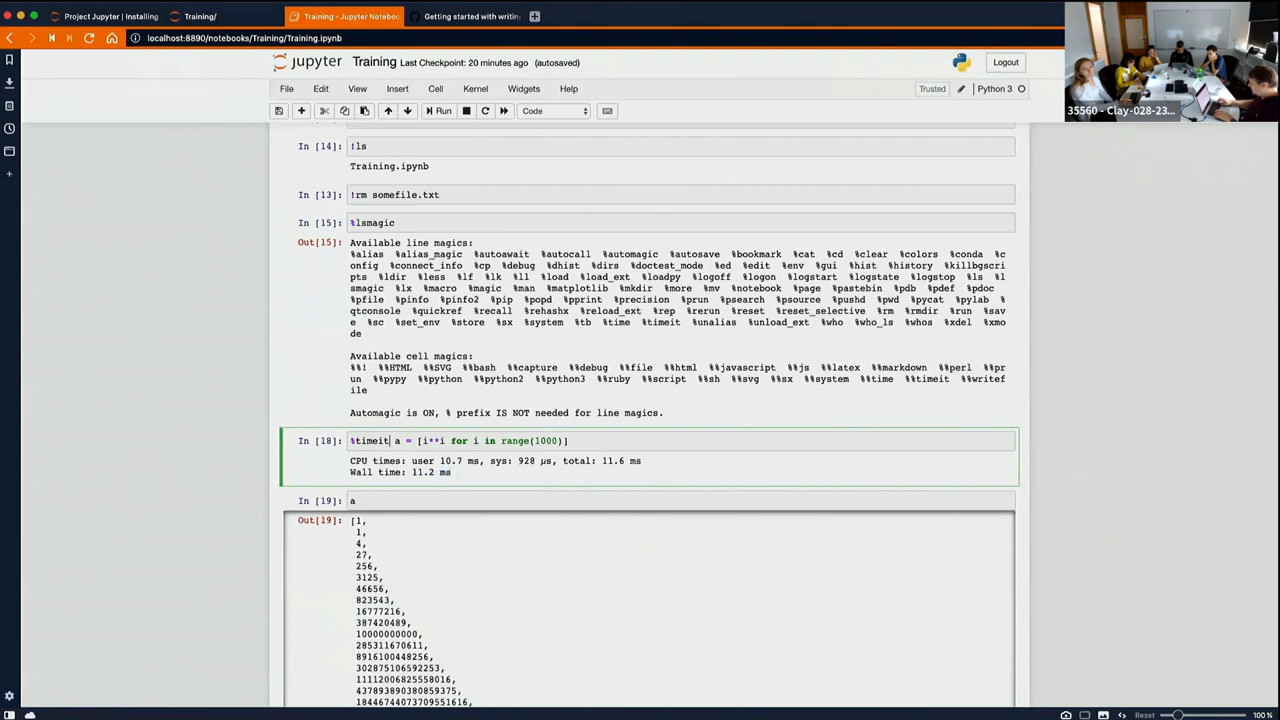 Project Jupyter | Installing
Training/
Training - Jupyter Noteboo
Getting started with writing
localhost:8890/notebooks/Training/Training.ipynb
jupyter Training Last Checkpoint: 20 minutes ago (autosaved)
Logout
File Edit View Insert Cell Kernel Widgets Help
Trusted
Python 3
Run
Code
In [14]: !ls
Training.ipynb
In [13]: !rm somefile.txt
In [15]: %lsmagic
Out[15]: Available line magics:
%alias %alias_magic %autoawait %autocall %automagic %autosave %bookmark %cat %cd %clear %colors %conda %c
onfig %connect_info %cp %debug %dhist %dirs %doctest_mode %ed %edit %env %gui %hist %history %killbgscri
pts %ldir %less %lf %lk %ll %load %load_ext %loadpy %logoff %logon %logstart %logstate %logstop %ls %l
smagic %lx %macro %magic %man %matplotlib %mkdir %more %mv %notebook %page %pastebin %pdb %pdef %pdoc
%pfile %pinfo %pinfo2 %pip %popd %pprint %precision %prun %psearch %psource %pushd %pwd %pycat %pylab %
qtconsole %quickref %recall %rehashx %reload_ext %rep %rerun %reset %reset_selective %rm %rmdir %run %sav
e %sc %set_env %store %sx %system %tb %time %timeit %unalias %unload_ext %who %who_ls %whos %xdel %xmo
de
Available cell magics:
%%! %%HTML %%SVG %%bash %%capture %%debug %%file %%html %%javascript %%js %%latex %%markdown %%perl %%pr
un %%pypy %%python %%python2 %%python3 %%ruby %%script %%sh %%svg %%sx %%system %%time %%timeit %%writef
ile
Automagic is ON, % prefix IS NOT needed for line magics.
In [18]: %timeit a = [i**i for i in range(1000)]
CPU times: user 10.7 ms, sys: 928 µs, total: 11.6 ms
Wall time: 11.2 ms
In [19]: a
Out[19]: [1,
1,
4,
27,
256,
3125,
46656,
823543,
16777216,
387420489,
10000000000,
285311670611,
8916100448256,
302875106592253,
11112006825558016,
437893890380859375,
18446744073709551616,
35560 - Clay-028-23...
Reset
100%